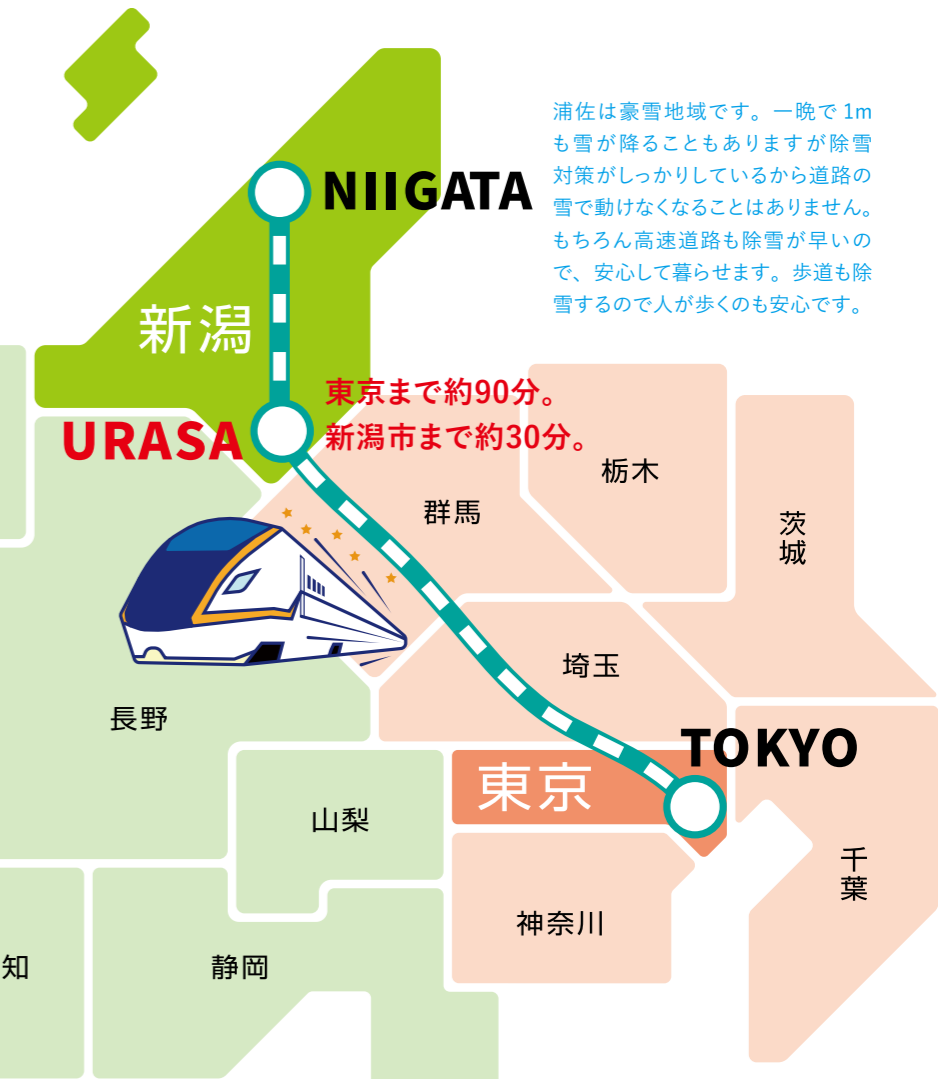 浦佐は豪雪地域です。一晩で1m
も雪が降ることもありますが除雪
対策がしっかりしているから道路の
雪で動けなくなることはありません。
もちろん高速道路も除雪が早いの
で、安心して暮らせます。歩道も除
雪するので人が歩くのも安心です。
NIIGATA
新潟
東京まで約90分。
新潟市まで約30分。
URASA
栃木
群馬
茨城
埼玉
長野
TOKYO
東京
山梨
千葉
神奈川
知
静岡